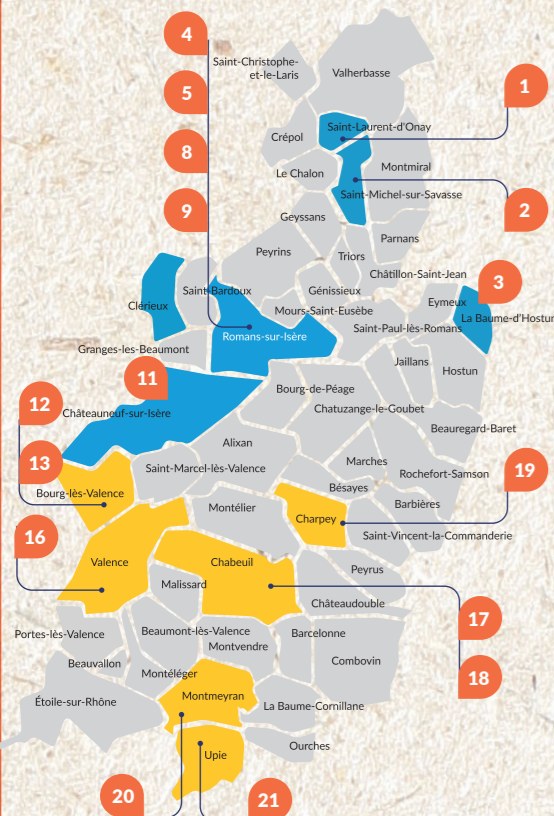 4
Saint-Christophe-
et-le-Laris
Valherbasse
5
1
Crépol
Saint-Laurent-d'Onay
8
Le Chalon
Montmiral
Saint-Michel-sur-Savasse
9
2
Geyssans
Parnans
Peyrins
Triors
Châtillon-Saint-Jean
3
Saint-Bardoux
Génissieux
Clérieux
Eymeux
Mours-Saint-Eusèbe
La Baume-d'Hostun
Romans-sur-Isère
Saint-Paul-lès-Romans
Granges-les-Beaumont
Jaillans
Hostun
11
Bourg-de-Péage
12
Châteauneuf-sur-Isère
Chatuzange-le-Goubet
Beauregard-Baret
Alixan
13
Saint-Marcel-lès-Valence
Marches
19
Rochefort-Samson
Bourg-lès-Valence
Bésayes
Montélier
Barbières
Charpey
16
Saint-Vincent-la-Commanderie
Valence
Chabeuil
Peyrus
Malissard
Châteaudouble
17
Portes-lès-Valence
Beaumont-lès-Valence
Barcelonne
Montvendre
Beauvallon
Combovin
Montéléger
18
Étoile-sur-Rhône
Montmeyran
La Baume-Cornillane
Upie
Ourches
20
21